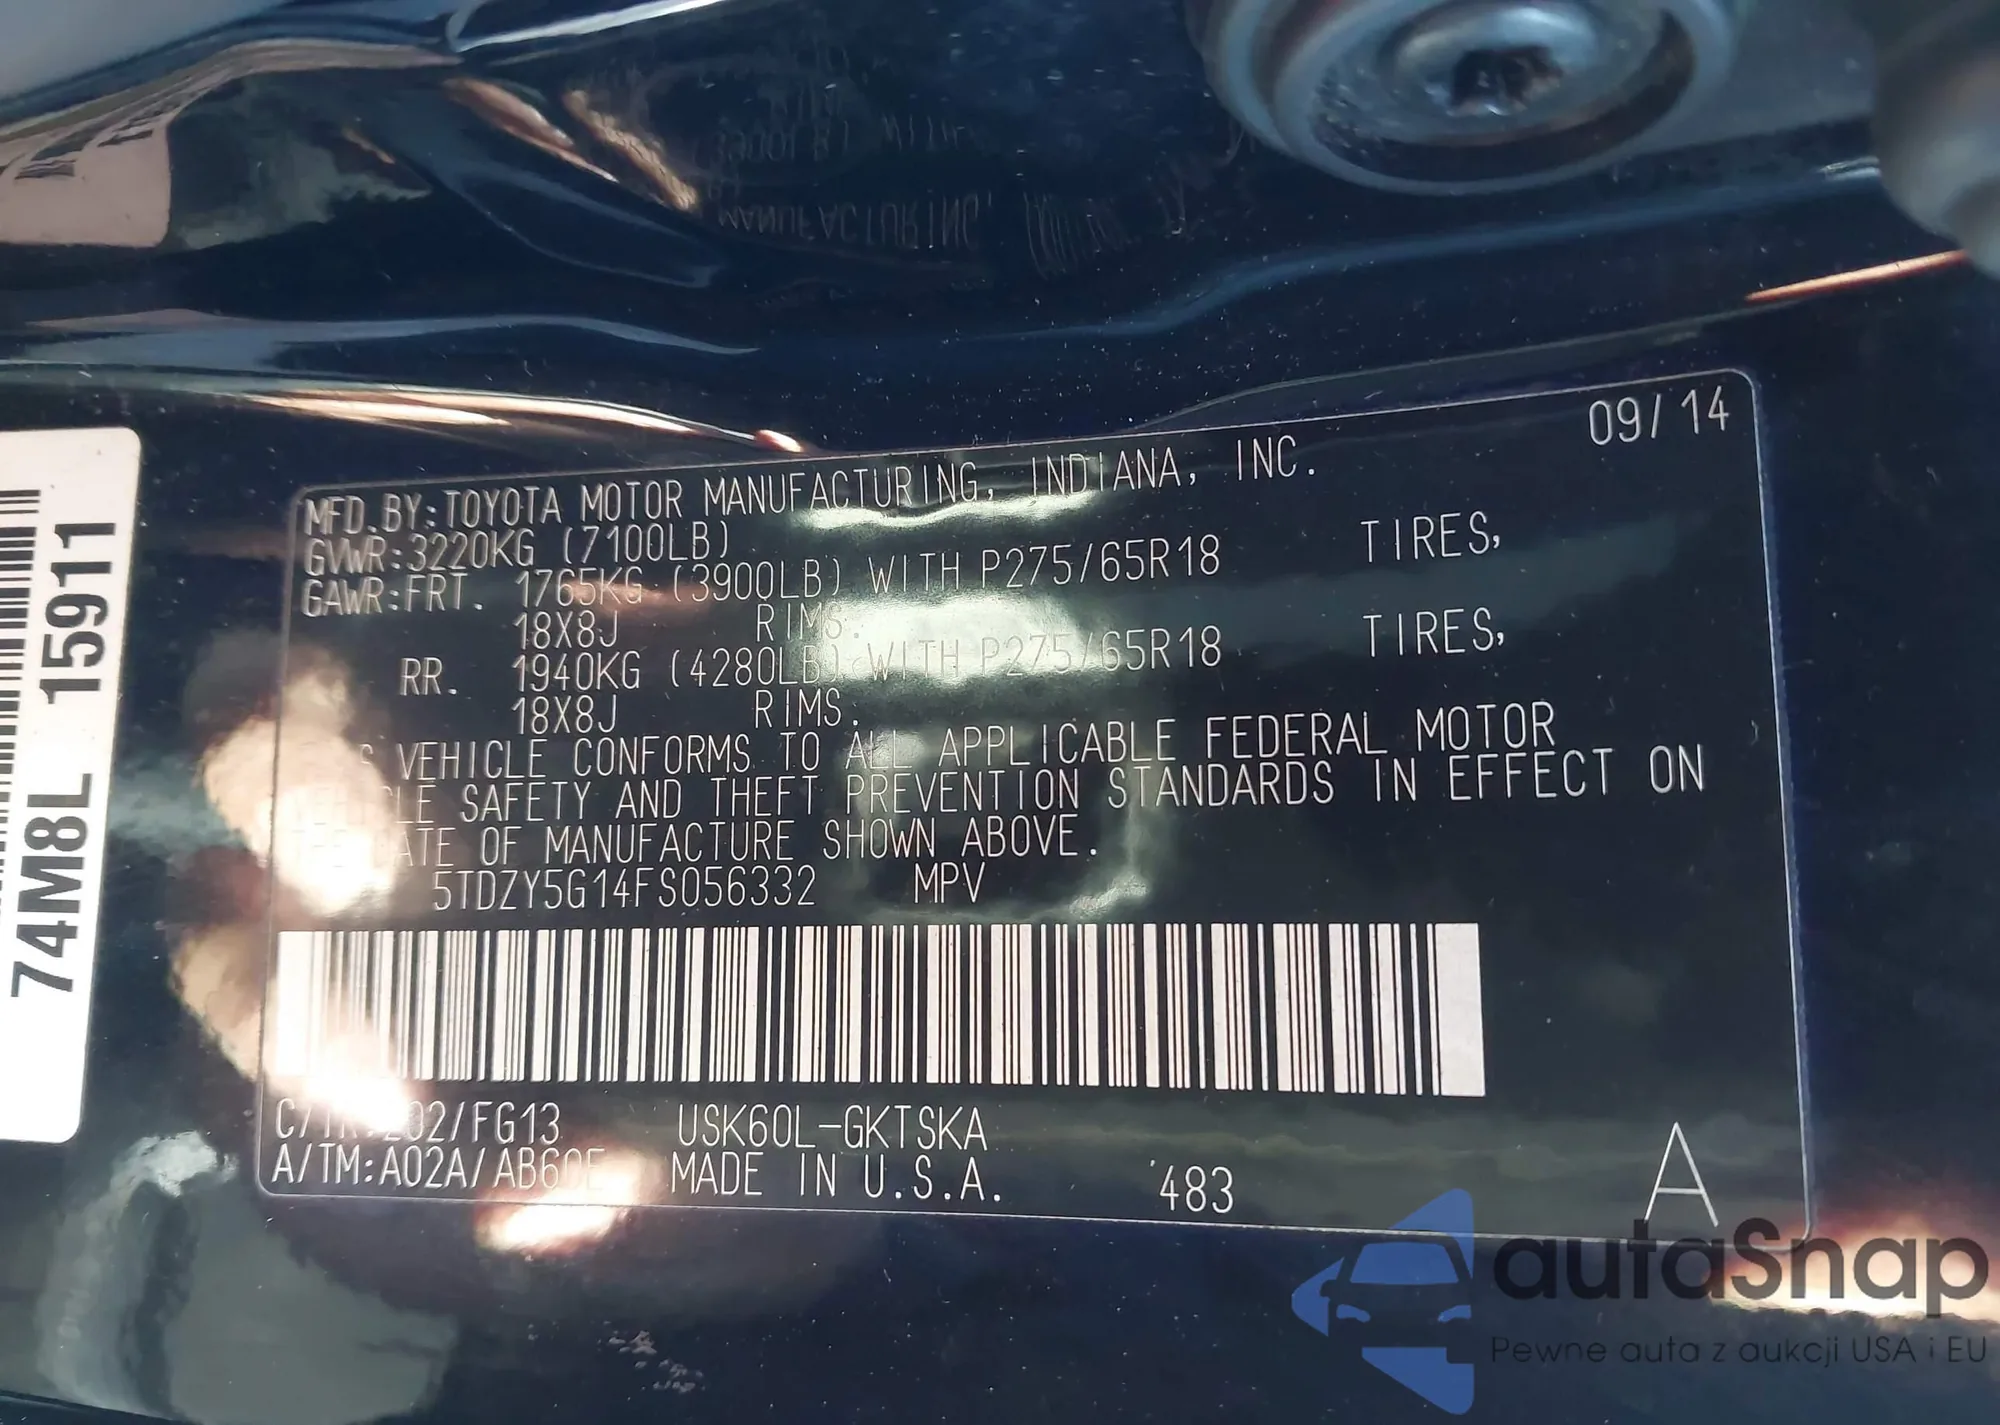 09/14
MFD.BY:TOYOTA MOTOR MANUFACTURING, INDIANA, INC.
GVWR:3220KG (7100LB)
GAWR:FRT. 1765KG (3900LB) WITH P275/65R18 TIRES,
18X8J RIMS.
RR. 1940KG (4280LB) WITH P275/65R18 TIRES,
18X8J RIMS.
VEHICLE CONFORMS TO ALL APPLICABLE FEDERAL MOTOR
SAFETY AND THEFT PREVENTION STANDARDS IN EFFECT ON
OF MANUFACTURE SHOWN ABOVE.
5TDZY5G14FS056332 MPV
C/TR:202/FG13 USK60L-GKTSKA
A/TM:A02A/AB60E MADE IN U.S.A. '483 A
74M8L 15911
autaSnap
Pewne auta z aukcji USA i EU